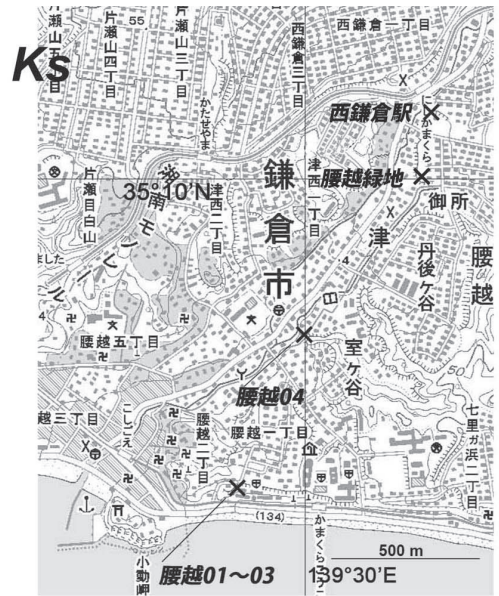 Ks
片瀬山五丁目
片瀬山四丁目
55
片瀬山三丁目
西鎌倉三丁目
西鎌倉一丁目
かたせやま
西鎌倉駅
にしかまくら
腰越緑地
35°10'N
片瀬目白山
湘南モノレール
津西二丁目
津西一丁目
鎌倉市
津
御所
丹後ケ谷
腰越
腰越五丁目
室ケ谷
50
腰越04
腰越一丁目
腰越二丁目
こしごえ
越三丁目
七里ガ浜二丁目
(134)
小動岬
腰越01〜03
500 m
139°30'E